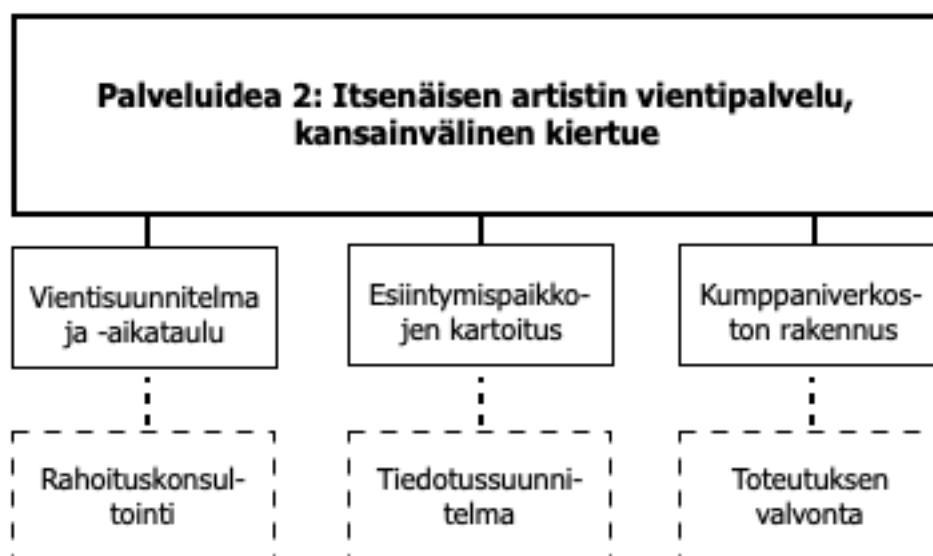 Palveluidea 2: Itsenäisen artistin vientipalvelu,
kansainvälinen kiertue
Vientisuunnitelma
ja -aikataulu
Esiintymispaikko-
jen kartoitus
Kumppaniverkos-
ton rakennus
Rahoituskonsul-
tointi
Tiedotussuunni-
telma
Toteutuksen
valvonta